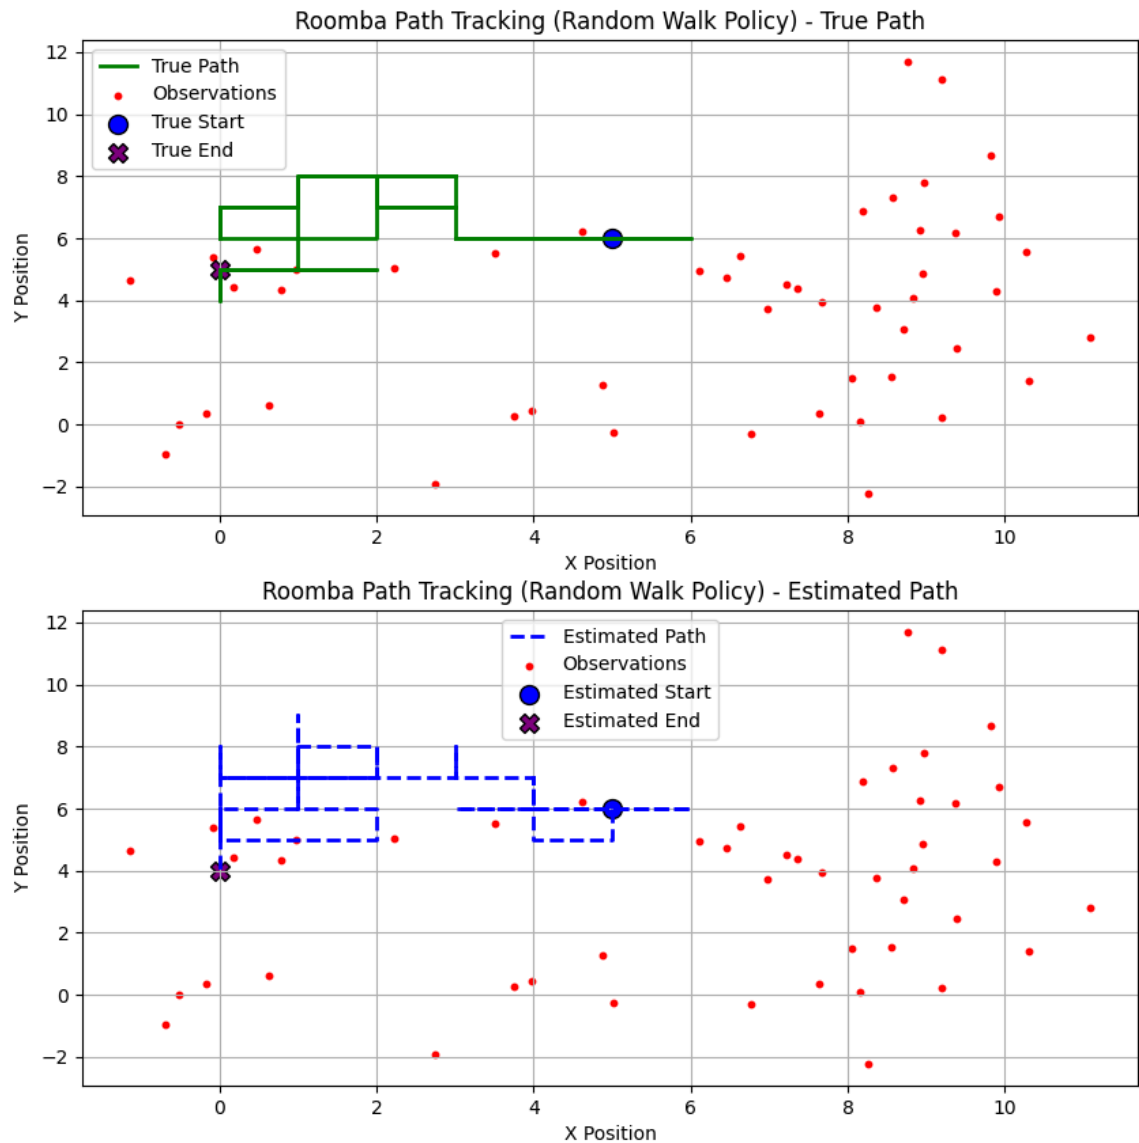 Roomba Path Tracking (Random Walk Policy) - True Path
12
10
8
6
4
2
0
−2
Y Position
True Path
Observations
True Start
True End
0 2 4 6 8 10
X Position
Roomba Path Tracking (Random Walk Policy) - Estimated Path
12
10
8
6
4
2
0
−2
Y Position
Estimated Path
Observations
Estimated Start
Estimated End
0 2 4 6 8 10
X Position